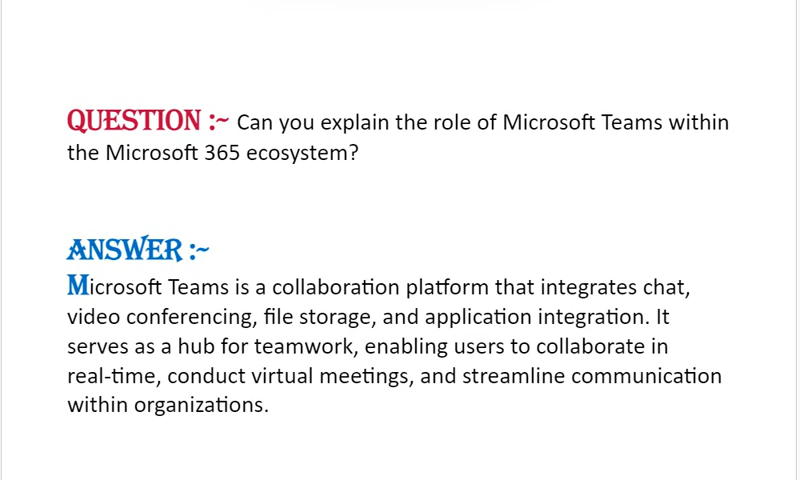 QUESTION :~ Can you explain the role of Microsoft Teams within
the Microsoft 365 ecosystem?
ANSWER :~
Microsoft Teams is a collaboration platform that integrates chat,
video conferencing, file storage, and application integration. It
serves as a hub for teamwork, enabling users to collaborate in
real-time, conduct virtual meetings, and streamline communication
within organizations.